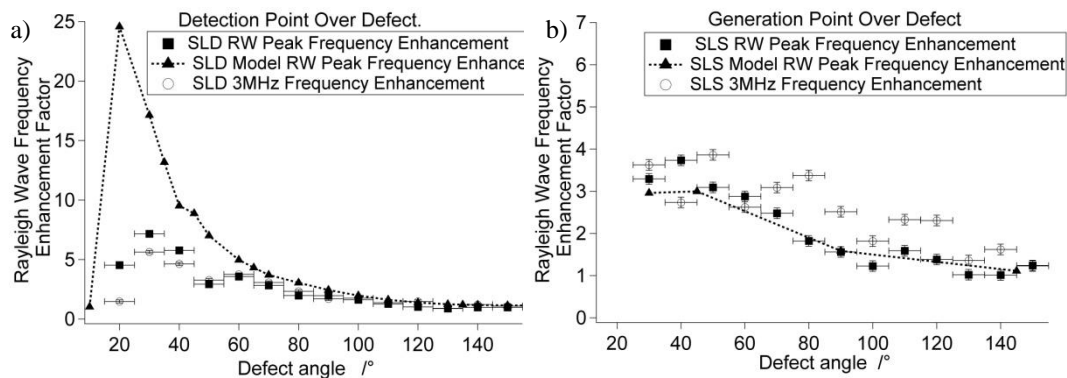 a)
Detection Point Over Defect.
SLD RW Peak Frequency Enhancement
SLD Model RW Peak Frequency Enhance
SLD 3MHz Frequency Enhancement
Rayleigh Wave Frequency
Enhancement Factor
25
20
15
10
5
0
20 40 60 80 100 120 140
Defect angle /°
b)
Generation Point Over Defect
SLS RW Peak Frequency Enhancement
SLS Model RW Peak Frequency Enhancement
SLS 3MHz Frequency Enhancement
Rayleigh Wave Frequency
Enhancement Factor
7
6
5
4
3
2
1
0
20 40 60 80 100 120 140
Defect angle /°